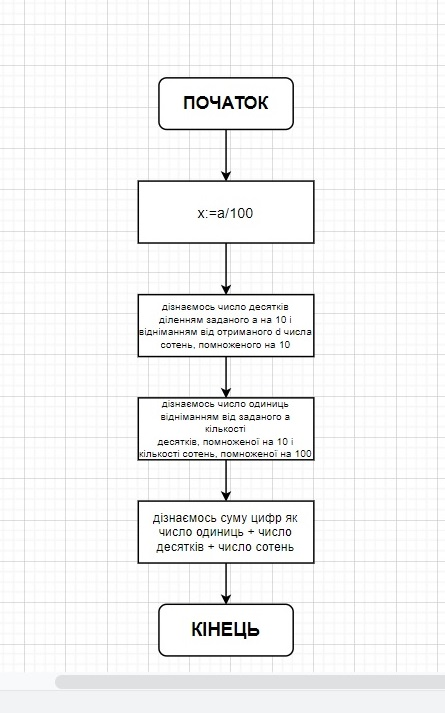 ПОЧАТОК
x:=a/100
дізнаємось число десятків
діленням заданого а на 10 і
відніманням від отриманого d числа
сотень, помноженого на 10
дізнаємось число одиниць
відніманням від заданого а
кількості
десятків, помноженої на 10 і
кількості сотень, помноженої на 100
дізнаємось суму цифр як
число одиниць + число
десятків + число сотень
КІНЕЦЬ